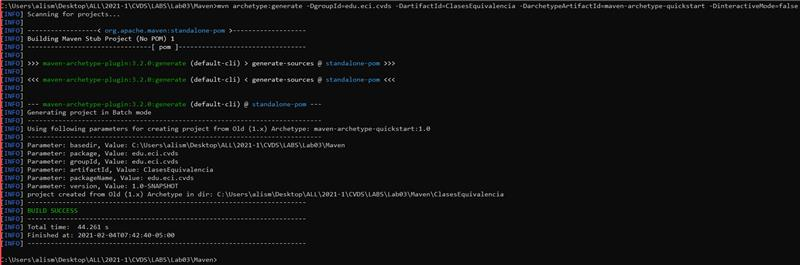 C:\Users\alism\Desktop\ALL\2021-1\CVDS\LABS\Lab03\Maven>mvn archetype:generate -DgroupId=edu.eci.cvds -DartifactId=ClasesEquivalencia -DarchetypeArtifactId=maven-archetype-quickstart -DinteractiveMode=false
[INFO] Scanning for projects...
[INFO]
[INFO] ------------------< org.apache.maven:standalone-pom >-------------------
[INFO] Building Maven Stub Project (No POM) 1
[INFO] --------------------------------[ pom ]---------------------------------
[INFO]
[INFO] >>> maven-archetype-plugin:3.2.0:generate (default-cli) > generate-sources @ standalone-pom >>>
[INFO]
[INFO] <<< maven-archetype-plugin:3.2.0:generate (default-cli) < generate-sources @ standalone-pom <<<
[INFO]
[INFO]
[INFO] --- maven-archetype-plugin:3.2.0:generate (default-cli) @ standalone-pom ---
[INFO] Generating project in Batch mode
[INFO] ----------------------------------------------------------------------------
[INFO] Using following parameters for creating project from Old (1.x) Archetype: maven-archetype-quickstart:1.0
[INFO] ----------------------------------------------------------------------------
[INFO] Parameter: basedir, Value: C:\Users\alism\Desktop\ALL\2021-1\CVDS\LABS\Lab03\Maven
[INFO] Parameter: package, Value: edu.eci.cvds
[INFO] Parameter: groupId, Value: edu.eci.cvds
[INFO] Parameter: artifactId, Value: ClasesEquivalencia
[INFO] Parameter: packageName, Value: edu.eci.cvds
[INFO] Parameter: version, Value: 1.0-SNAPSHOT
[INFO] project created from Old (1.x) Archetype in dir: C:\Users\alism\Desktop\ALL\2021-1\CVDS\LABS\Lab03\Maven\ClasesEquivalencia
[INFO] ------------------------------------------------------------------------
[INFO] BUILD SUCCESS
[INFO] ------------------------------------------------------------------------
[INFO] Total time:  44.261 s
[INFO] Finished at: 2021-02-04T07:42:40-05:00
[INFO] ------------------------------------------------------------------------
C:\Users\alism\Desktop\ALL\2021-1\CVDS\LABS\Lab03\Maven>